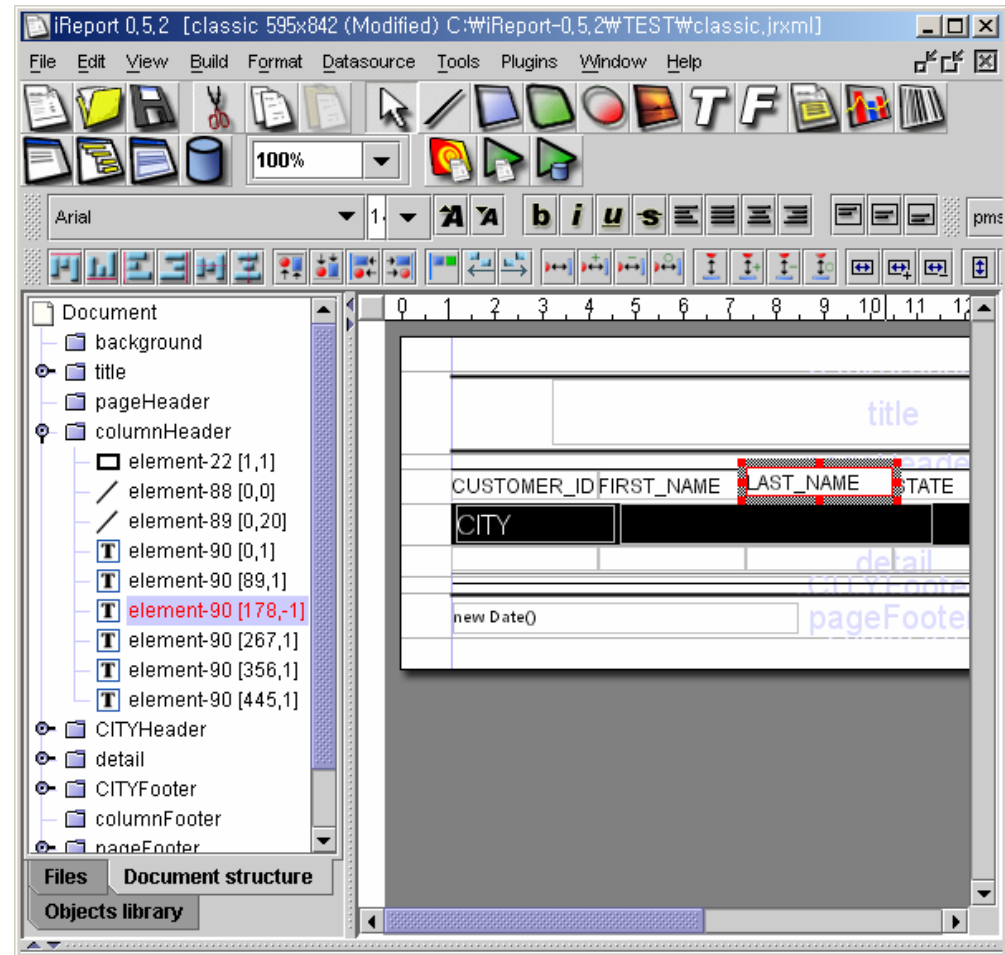 iReport 0,5,2 [classic 595x842 (Modified) C:₩iReport-0,5,2₩TEST₩classic,jrxml]
File Edit View Build Format Datasource Tools Plugins Window Help
100%
Arial
b i u s
pms
Document
background
title
pageHeader
columnHeader
element-22 [1,1]
element-88 [0,0]
element-89 [0,20]
element-90 [0,1]
element-90 [89,1]
element-90 [178,-1]
element-90 [267,1]
element-90 [356,1]
element-90 [445,1]
CITYHeader
detail
CITYFooter
columnFooter
pageFooter
Files Document structure
Objects library
0 1 2 3 4 5 6 7 8 9 10 11 12
title
CUSTOMER_ID FIRST_NAME LAST_NAME STATE
CITY
detail
CITYFooter
new Date()
pageFooter